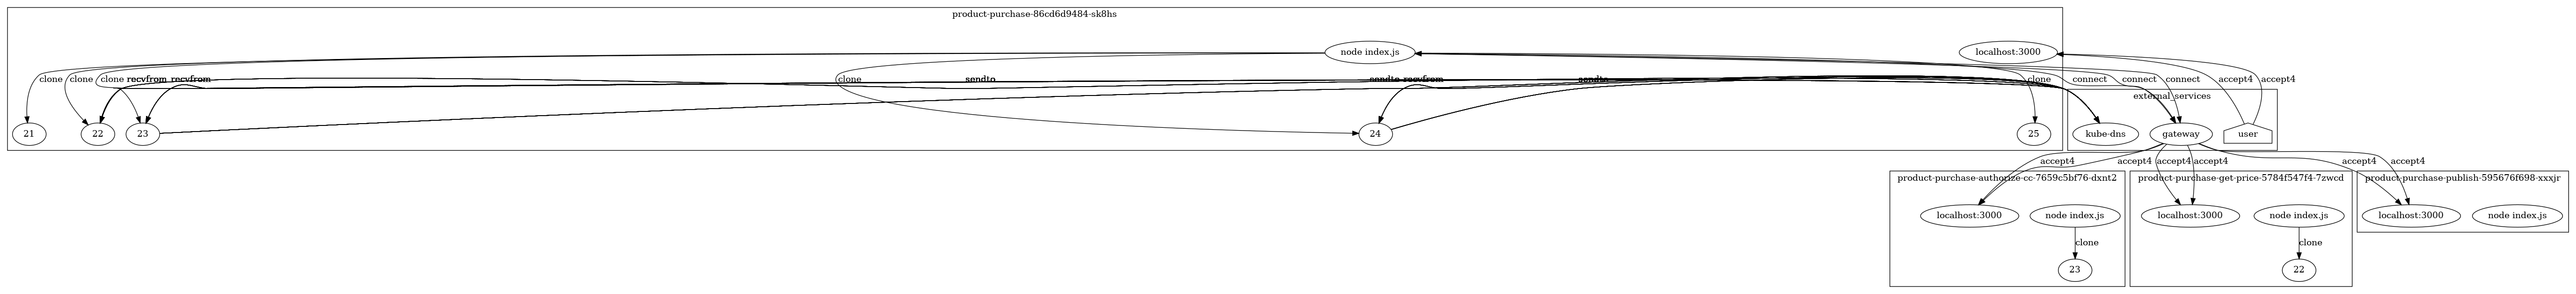 product-purchase-86cd6d9484-sk8hs
node index.js
localhost:3000
clone
clone
clone
recvfrom
recvfrom
clone
sendto
sendto
recvfrom
sendto
clone
connect
connect
connect
accept4
accept4
external_services
21
22
23
24
25
kube-dns
gateway
user
accept4
accept4
accept4
accept4
accept4
accept4
product-purchase-authorize-cc-7659c5bf76-dxnt2
product-purchase-get-price-5784f547f4-7zwcd
product-purchase-publish-595676f698-xxxjr
localhost:3000
node index.js
localhost:3000
node index.js
localhost:3000
node index.js
clone
clone
23
22